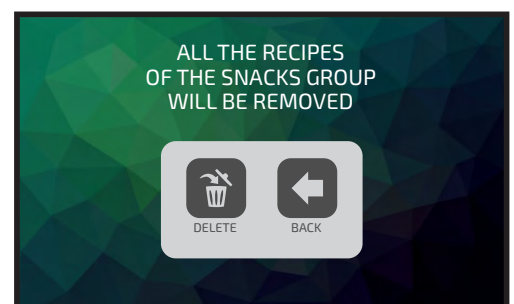 ALL THE RECIPES
OF THE SNACKS GROUP
WILL BE REMOVED
DELETE
BACK